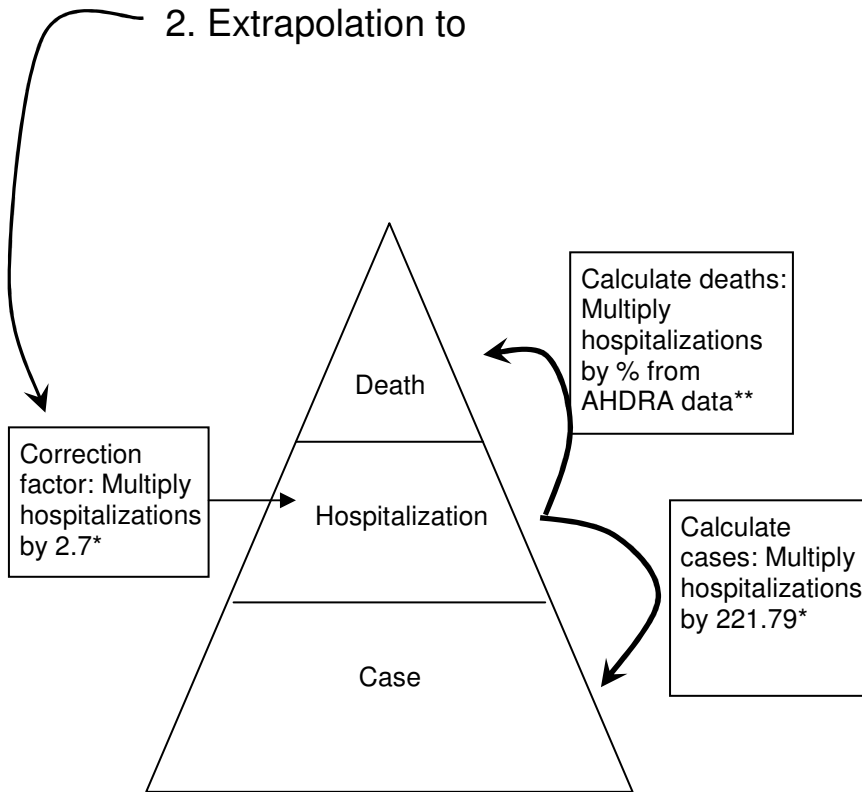 2. Extrapolation to
Calculate deaths:
Multiply
hospitalizations
by % from
AHDRA data**
Death
Correction
factor: Multiply
hospitalizations
by 2.7*
Hospitalization
Calculate
cases: Multiply
hospitalizations
by 221.79*
Case